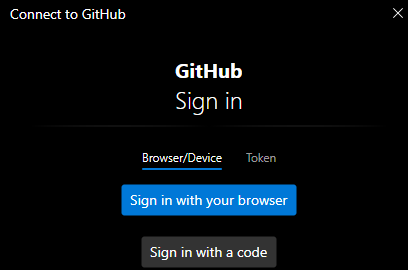 Connect to GitHub
GitHub
Sign in
Browser/Device Token
Sign in with your browser
Sign in with a code